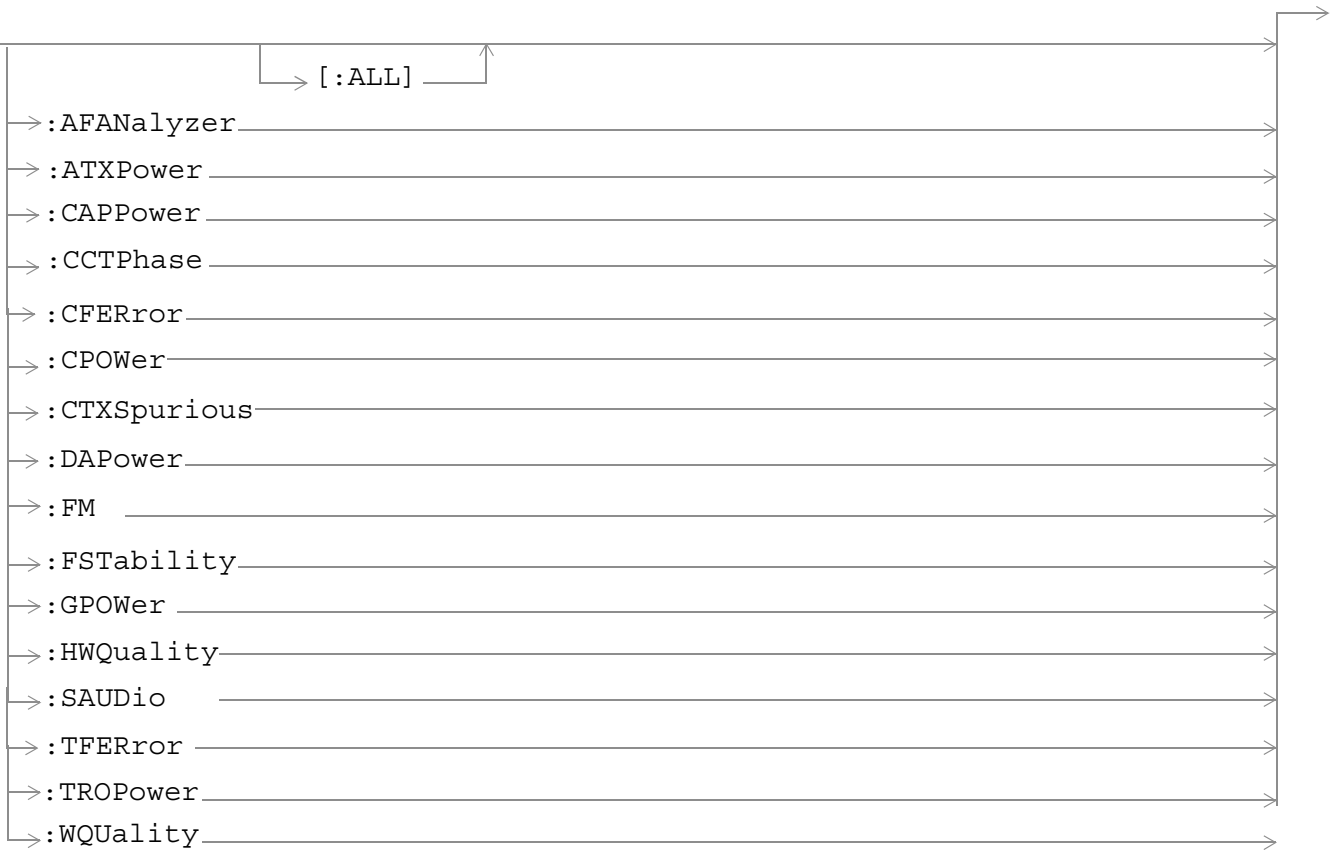 [:ALL]
:AFANalyzer
:ATXPower
:CAPPower
:CCTPhase
:CFERror
:CPOWer
:CTXSpurious
:DAPower
:FM
:FSTability
:GPOWer
:HWQuality
:SAUDio
:TFERror
:TROPower
:WQUality